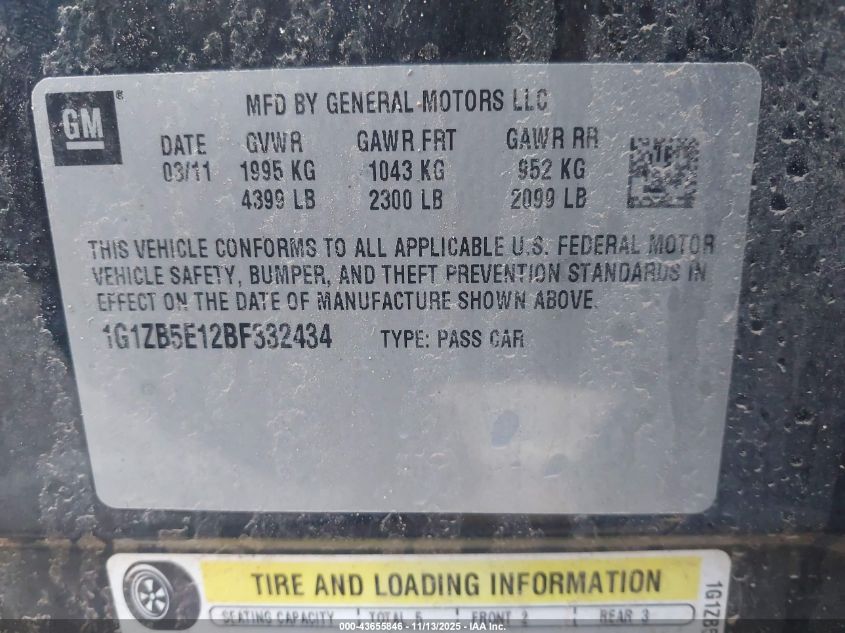 GM ®
MFD BY GENERAL MOTORS LLC
DATE GVWR GAWR FRT GAWR RR
03/11 1995 KG 1043 KG 952 KG
4399 LB 2300 LB 2099 LB
THIS VEHICLE CONFORMS TO ALL APPLICABLE U.S. FEDERAL MOTOR
VEHICLE SAFETY, BUMPER, AND THEFT PREVENTION STANDARDS IN
EFFECT ON THE DATE OF MANUFACTURE SHOWN ABOVE.
1G1ZB5E12BF332434 TYPE: PASS CAR
TIRE AND LOADING INFORMATION
SEATING CAPACITY TOTAL 5 FRONT 2 REAR 3
1G1ZB5
000-43655846 — 11/13/2025 — IAAI.COM